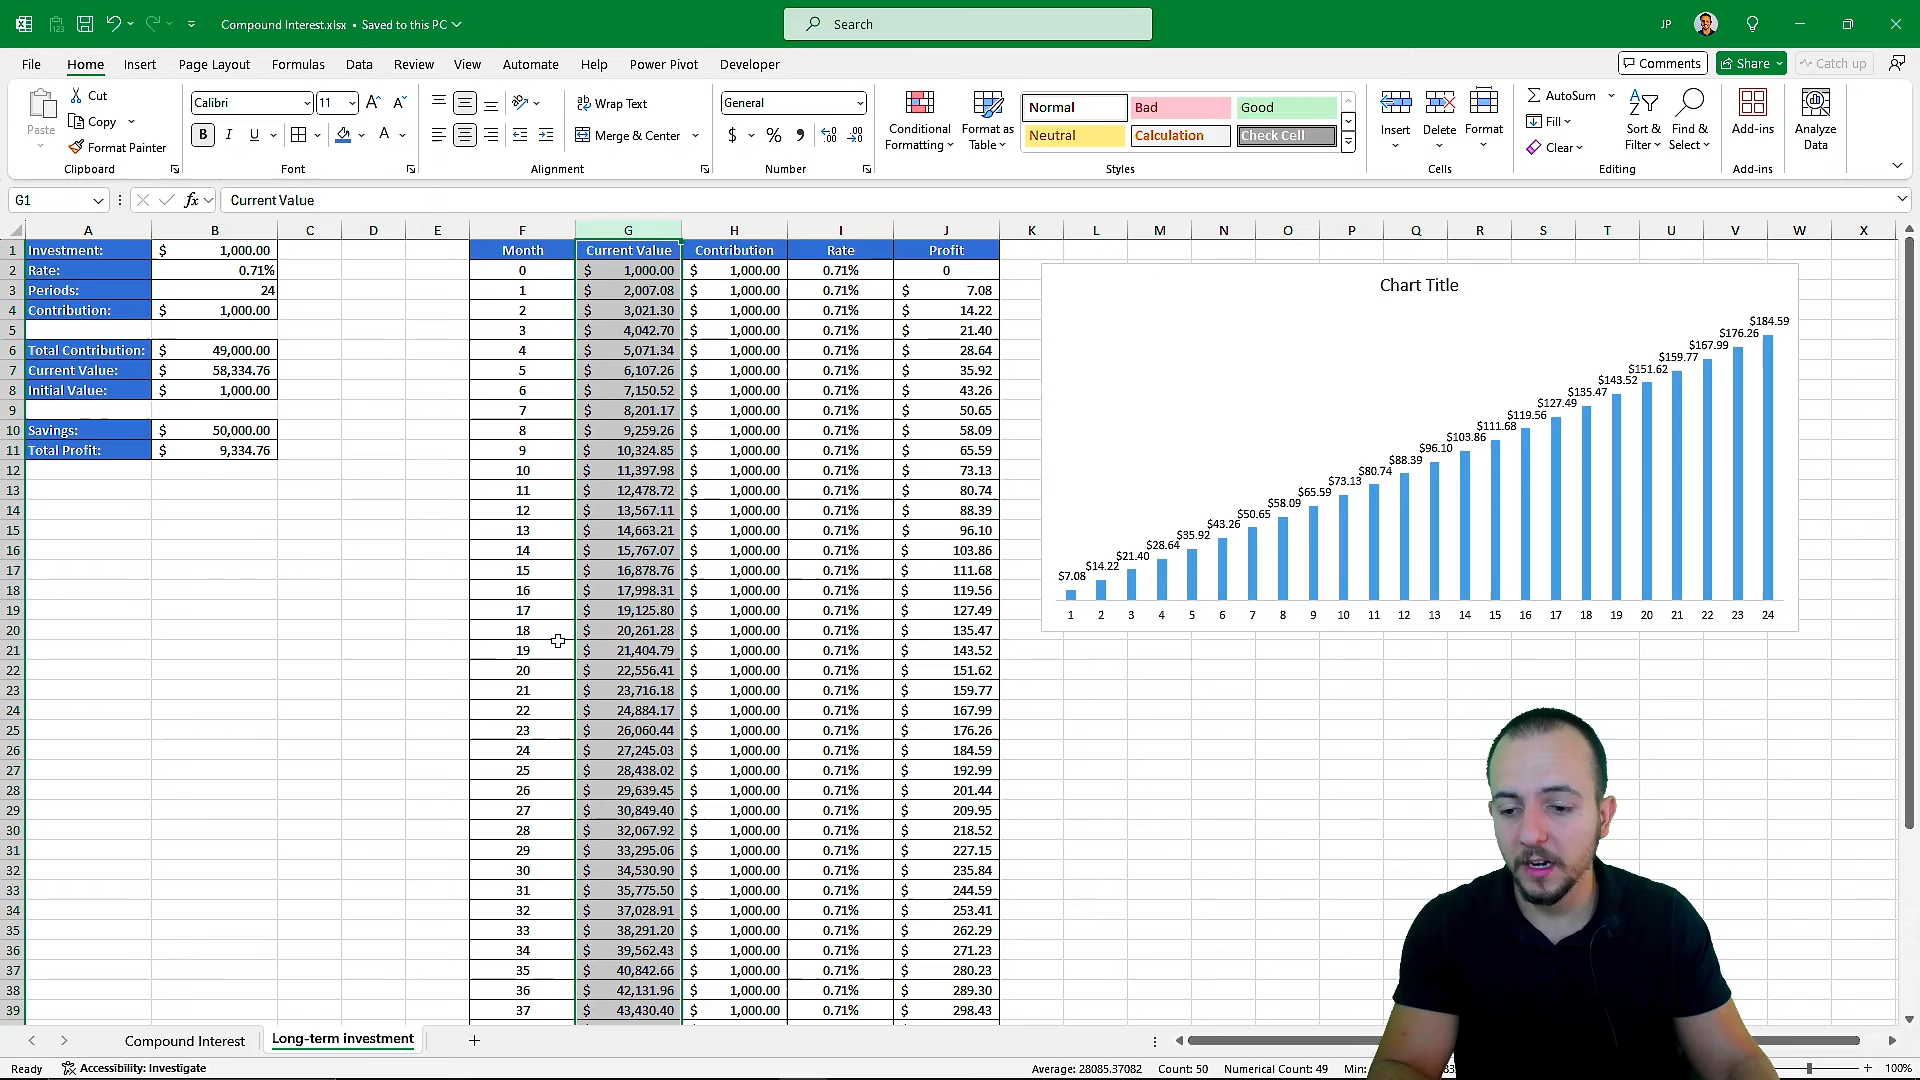 Compound Interest.xlsx • Saved to this PC
Search
JP
File Home Insert Page Layout Formulas Data Review View Automate Help Power Pivot Developer
Comments Share Catch up
Paste Cut Calibri 11 Wrap Text General Conditional Formatting Format as Table Normal Bad Good Insert Delete Format AutoSum Sort & Filter Find & Select Add-ins Analyze Data
Copy B I U Merge & Center $ % Neutral Calculation Check Cell Fill
Format Painter Clear
Clipboard Font Alignment Number Styles Cells Editing Add-ins
G1 fx Current Value
A B C D E F G H I J K L M N O P Q R S T U V W X
1 Investment: $ 1,000.00 Month Current Value Contribution Rate Profit
2 Rate: 0.71% 0 $ 1,000.00 $ 1,000.00 0.71% 0
3 Periods: 24 1 $ 2,007.08 $ 1,000.00 0.71% $ 7.08
4 Contribution: $ 1,000.00 2 $ 3,021.30 $ 1,000.00 0.71% $ 14.22
5 3 $ 4,042.70 $ 1,000.00 0.71% $ 21.40
6 Total Contribution: $ 49,000.00 4 $ 5,071.34 $ 1,000.00 0.71% $ 28.64
7 Current Value: $ 58,334.76 5 $ 6,107.26 $ 1,000.00 0.71% $ 35.92
8 Initial Value: $ 1,000.00 6 $ 7,150.52 $ 1,000.00 0.71% $ 43.26
9 7 $ 8,201.17 $ 1,000.00 0.71% $ 50.65
10 Savings: $ 50,000.00 8 $ 9,259.26 $ 1,000.00 0.71% $ 58.09
11 Total Profit: $ 9,334.76 9 $ 10,324.85 $ 1,000.00 0.71% $ 65.59
12 10 $ 11,397.98 $ 1,000.00 0.71% $ 73.13
13 11 $ 12,478.72 $ 1,000.00 0.71% $ 80.74
14 12 $ 13,567.11 $ 1,000.00 0.71% $ 88.39
15 13 $ 14,663.21 $ 1,000.00 0.71% $ 96.10
16 14 $ 15,767.07 $ 1,000.00 0.71% $ 103.86
17 15 $ 16,878.76 $ 1,000.00 0.71% $ 111.68
18 16 $ 17,998.31 $ 1,000.00 0.71% $ 119.56
19 17 $ 19,125.80 $ 1,000.00 0.71% $ 127.49
20 18 $ 20,261.28 $ 1,000.00 0.71% $ 135.47
21 19 $ 21,404.79 $ 1,000.00 0.71% $ 143.52
22 20 $ 22,556.41 $ 1,000.00 0.71% $ 151.62
23 21 $ 23,716.18 $ 1,000.00 0.71% $ 159.77
24 22 $ 24,884.17 $ 1,000.00 0.71% $ 167.99
25 23 $ 26,060.44 $ 1,000.00 0.71% $ 176.26
26 24 $ 27,245.03 $ 1,000.00 0.71% $ 184.59
27 25 $ 28,438.02 $ 1,000.00 0.71% $ 192.99
28 26 $ 29,639.45 $ 1,000.00 0.71% $ 201.44
29 27 $ 30,849.40 $ 1,000.00 0.71% $ 209.95
30 28 $ 32,067.92 $ 1,000.00 0.71% $ 218.52
31 29 $ 33,295.06 $ 1,000.00 0.71% $ 227.15
32 30 $ 34,530.90 $ 1,000.00 0.71% $ 235.84
33 31 $ 35,775.50 $ 1,000.00 0.71% $ 244.59
34 32 $ 37,028.91 $ 1,000.00 0.71% $ 253.41
35 33 $ 38,291.20 $ 1,000.00 0.71% $ 262.29
36 34 $ 39,562.43 $ 1,000.00 0.71% $ 271.23
37 35 $ 40,842.66 $ 1,000.00 0.71% $ 280.23
38 36 $ 42,131.96 $ 1,000.00 0.71% $ 289.30
39 37 $ 43,430.40 $ 1,000.00 0.71% $ 298.43
Chart Title
$7.08 $14.22 $21.40 $28.64 $35.92 $43.26 $50.65 $58.09 $65.59 $73.13 $80.74 $88.39 $96.10 $103.86 $111.68 $119.56 $127.49 $135.47 $143.52 $151.62 $159.77 $167.99 $176.26 $184.59
1 2 3 4 5 6 7 8 9 10 11 12 13 14 15 16 17 18 19 20 21 22 23 24
Compound Interest Long-term investment
Ready Accessibility: Investigate Average: 28085.37082 Count: 50 Numerical Count: 49 Min: 100%